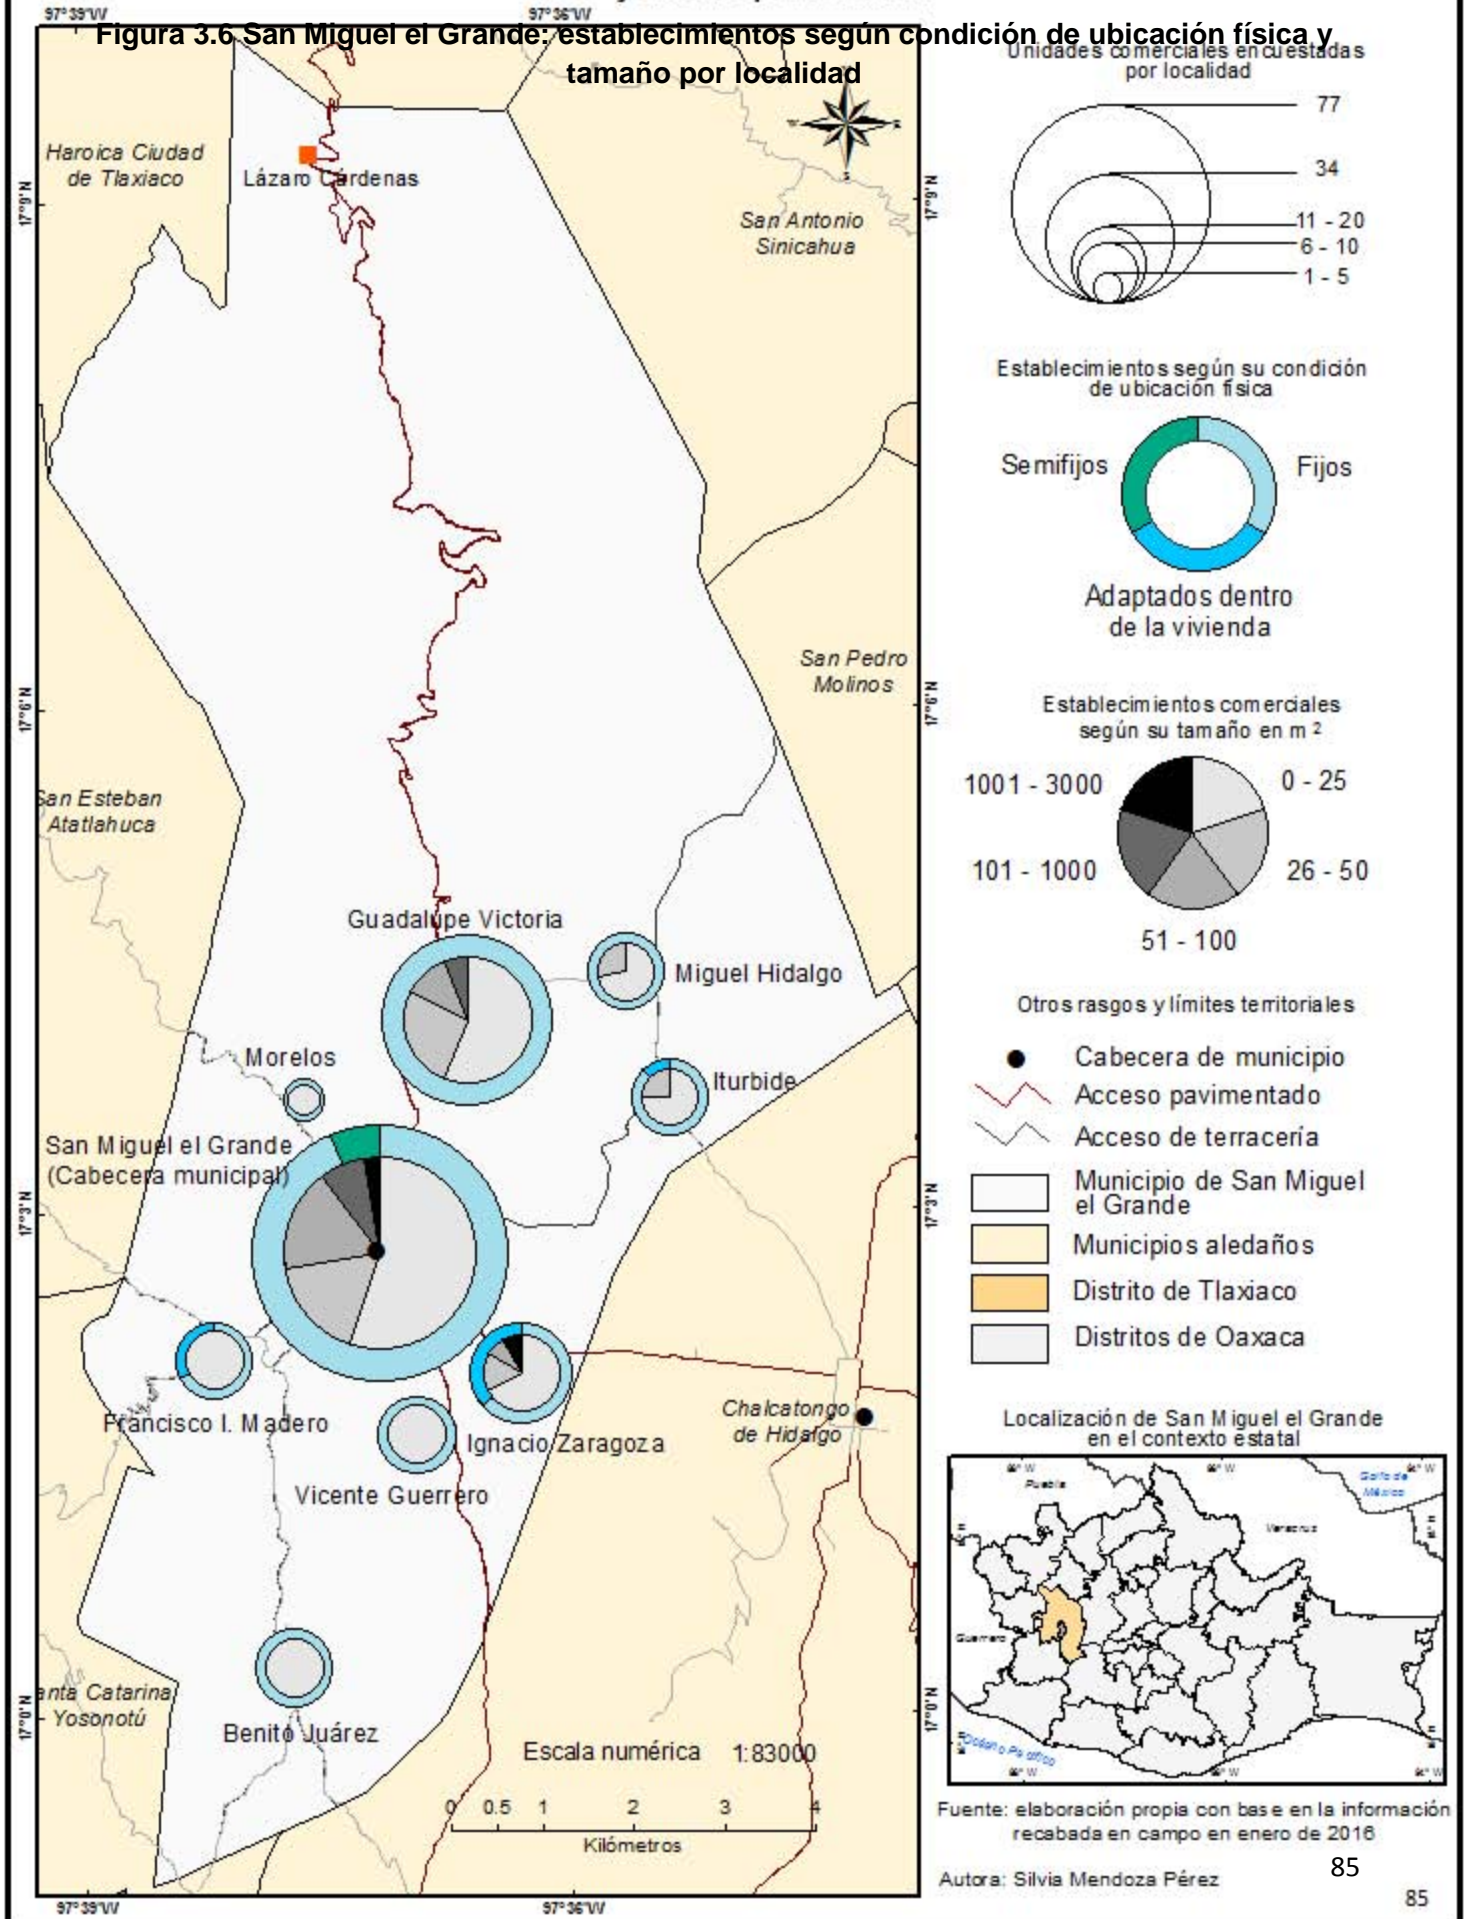 97°39'W
97°36'W
Figura 3.6 San Miguel el Grande: establecimientos según condición de ubicación física y
tamaño por localidad
Haroica Ciudad
de Tlaxiaco
Lázaro Cárdenas
San Antonio
Sinicahua
San Pedro
Molinos
San Esteban
Atatlahuca
Guadalupe Victoria
Miguel Hidalgo
Morelos
Iturbide
San Miguel el Grande
(Cabecera municipal)
Francisco I. Madero
Ignacio Zaragoza
Vicente Guerrero
Chalcatongo
de Hidalgo
anta Catarina
Yosonotú
Benito Juárez
Escala numérica 1:83000
0 0.5 1 2 3 4
Kilómetros
17°9'N
17°6'N
17°3'N
17°0'N
17°9'N
17°6'N
17°3'N
17°0'N
97°39'W
97°36'W
Unidades comerciales encuestadas
por localidad
77
34
11 - 20
6 - 10
1 - 5
Establecimientos según su condición
de ubicación física
Semifijos
Fijos
Adaptados dentro
de la vivienda
Establecimientos comerciales
según su tamaño en m ²
1001 - 3000
0 - 25
101 - 1000
26 - 50
51 - 100
Otros rasgos y límites territoriales
Cabecera de municipio
Acceso pavimentado
Acceso de terracería
Municipio de San Miguel
el Grande
Municipios aledaños
Distrito de Tlaxiaco
Distritos de Oaxaca
Localización de San Miguel el Grande
en el contexto estatal
Puebla
Golfo de
México
Veracruz
Guerrero
Océano Pacífico
Fuente: elaboración propia con base en la información
recabada en campo en enero de 2016
Autora: Silvia Mendoza Pérez
85
85